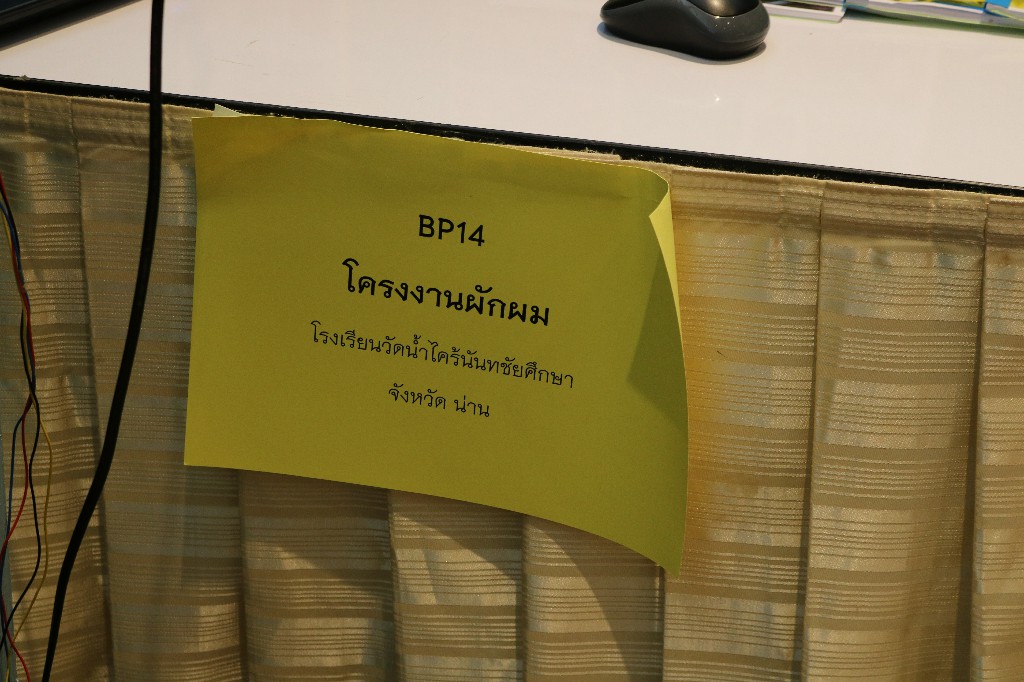 BP14
โครงงานผักผม
โรงเรียนวัดน้ำไคร้นันทชัยศึกษา
จังหวัด น่าน